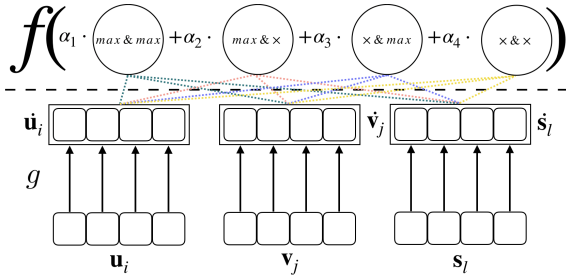 f(α₁ · max & max +α₂ · max & × +α₃ · × & max +α₄ · × & ×)
u̇ᵢ v̇ⱼ ṡₗ
g
uᵢ vⱼ sₗ